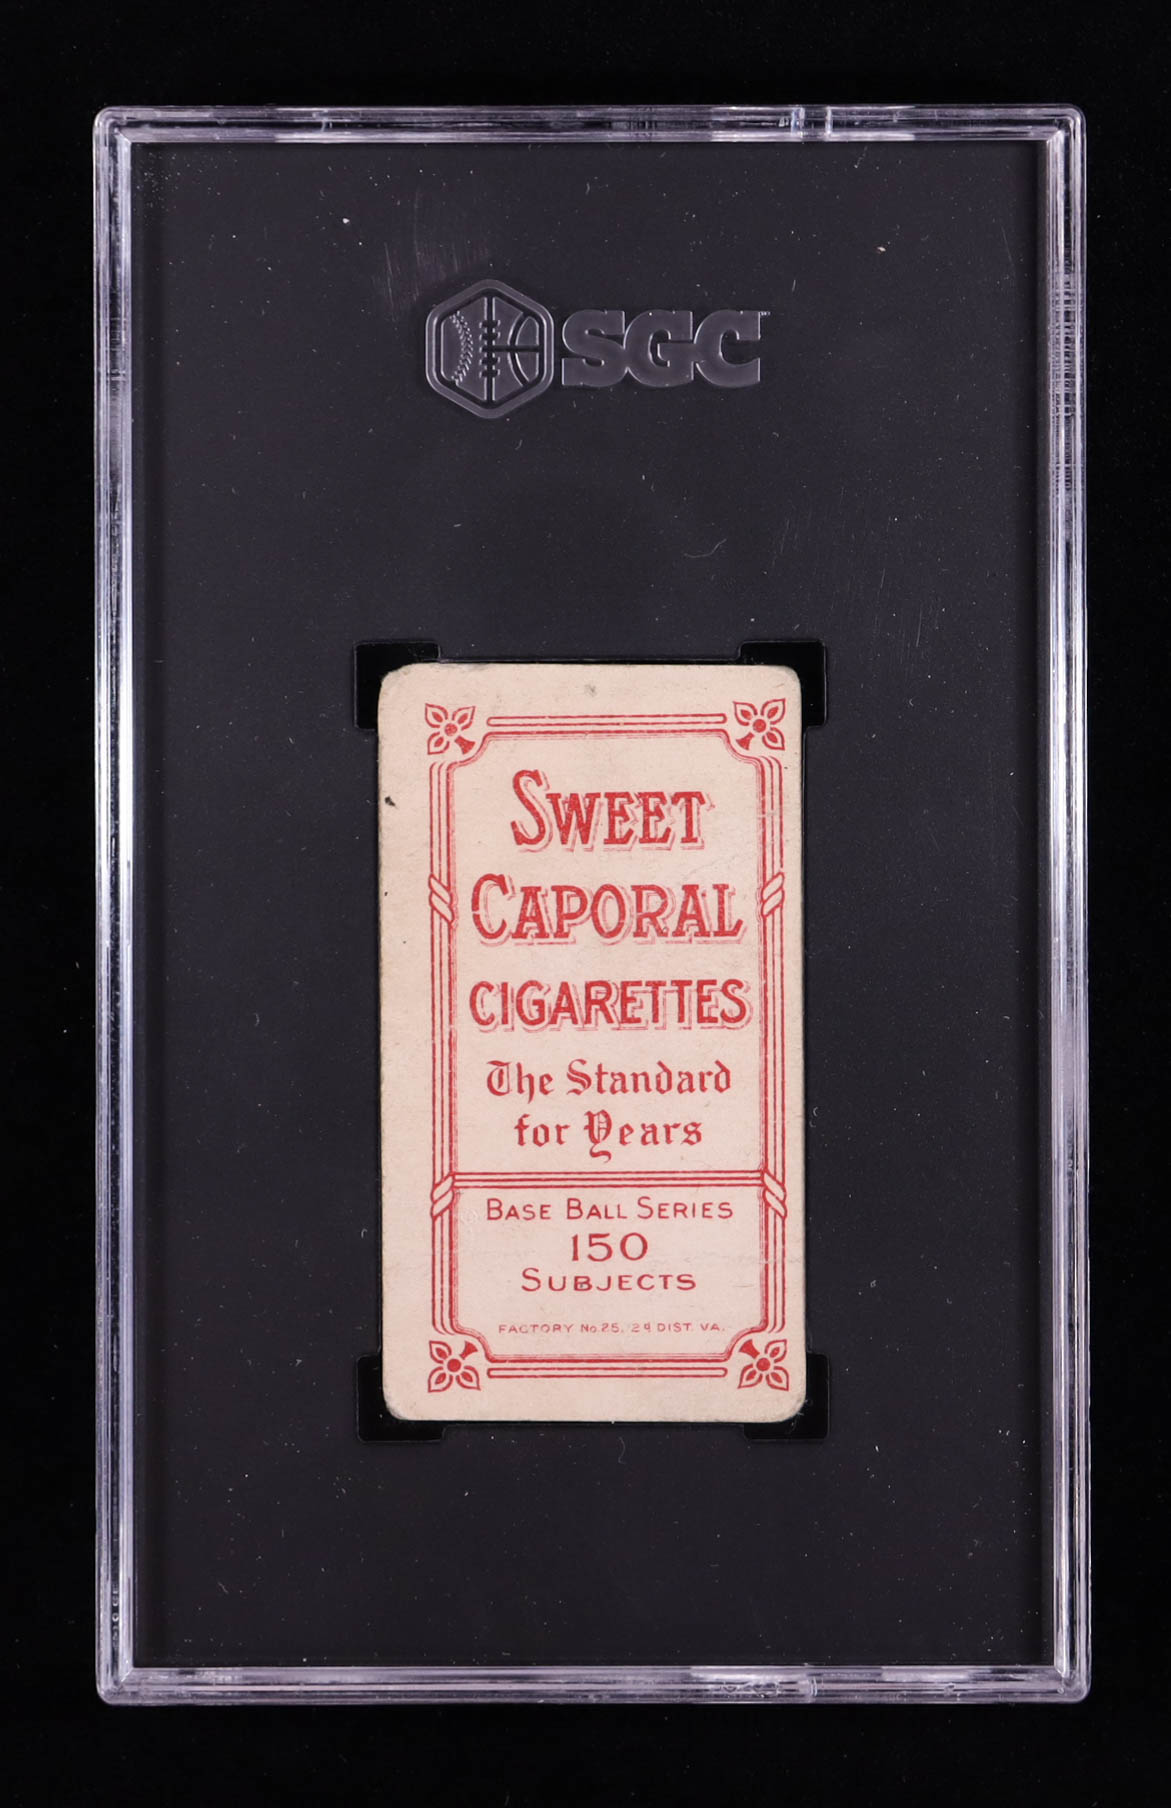 SGC
SWEET
CAPORAL
CIGARETTES
The Standard
for Years
BASE BALL SERIES
150
SUBJECTS
FACTORY No. 25, 2d DIST. VA.